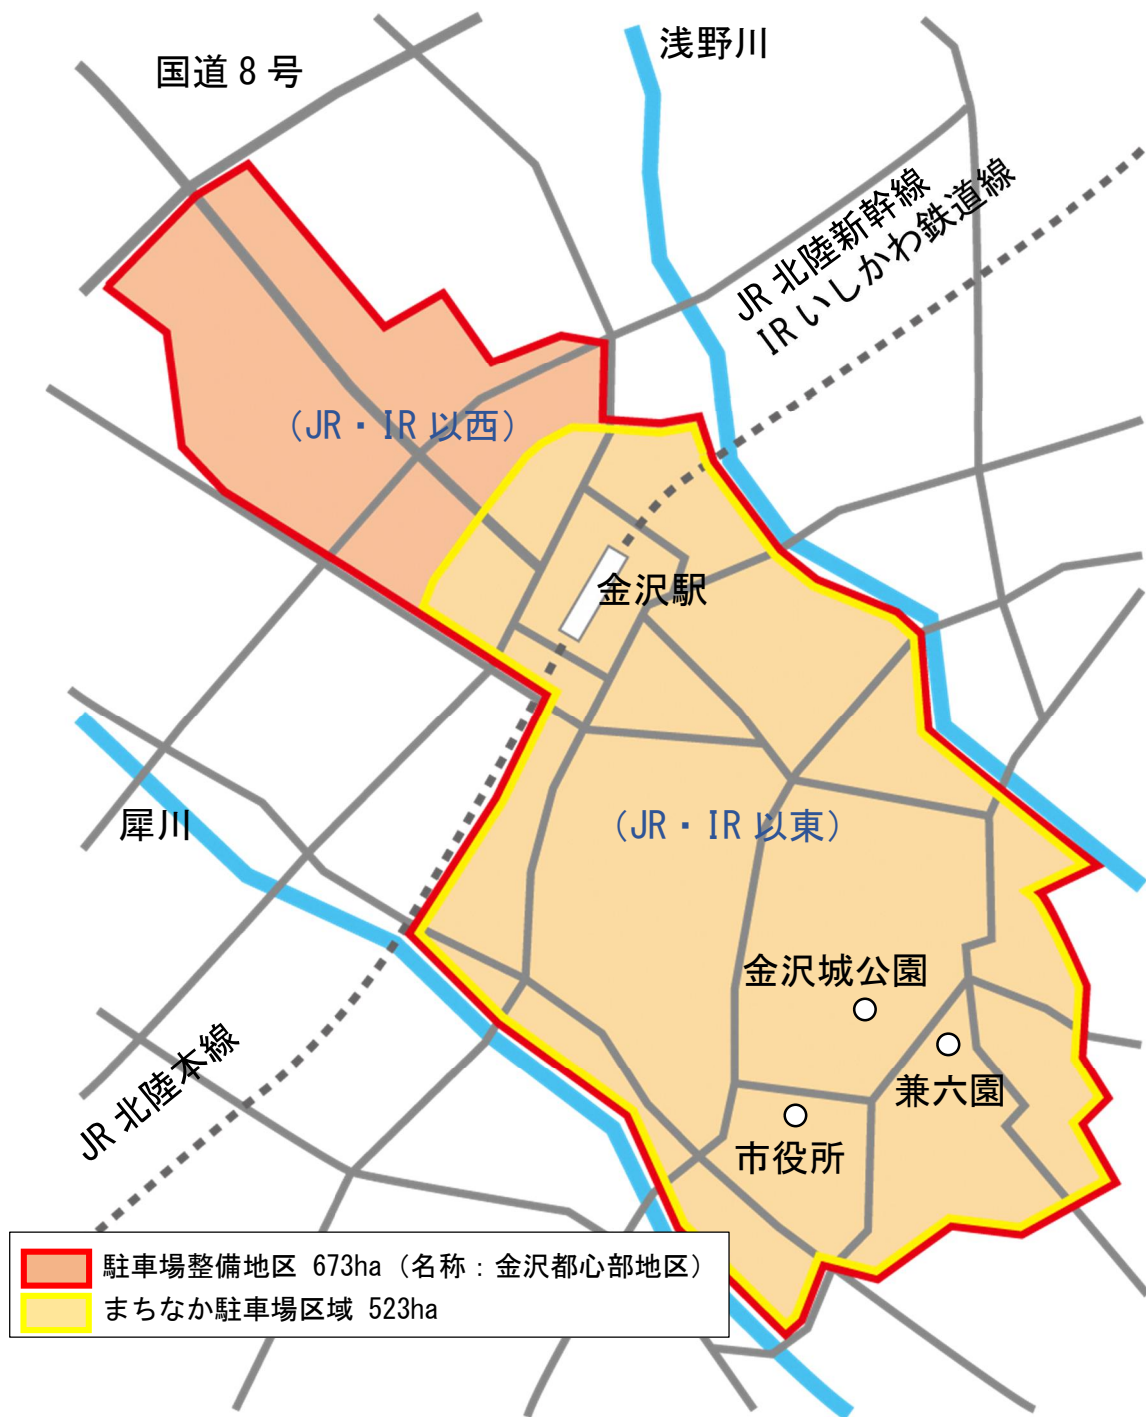 国道8号
浅野川
JR 北陸新幹線
IR いしかわ鉄道線
（JR・IR 以西）
金沢駅
（JR・IR 以東）
犀川
金沢城公園
JR 北陸本線
兼六園
市役所
駐車場整備地区 673ha（名称：金沢都心部地区）
まちなか駐車場区域 523ha